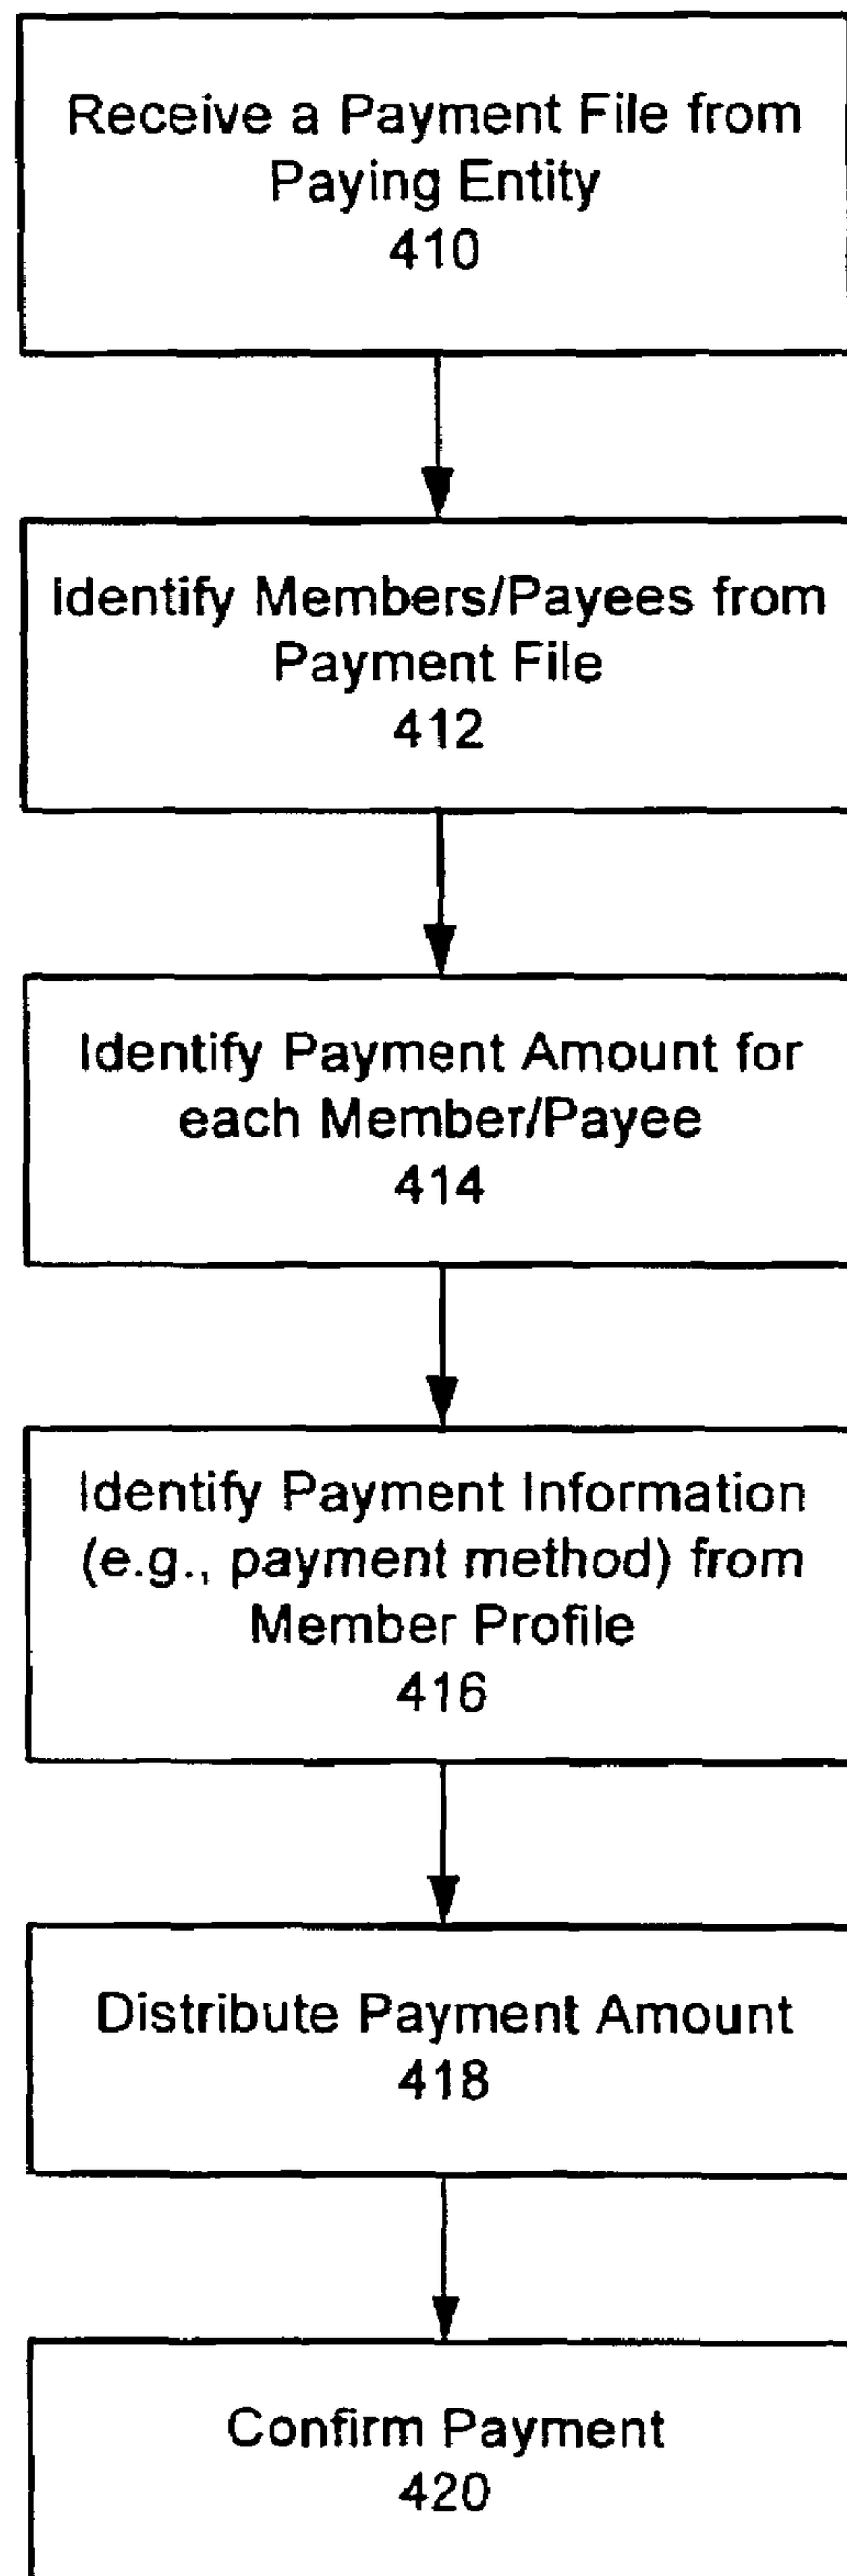 Receive a Payment File from
Paying Entity
410
Identify Members/Payees from
Payment File
412
Identify Payment Amount for
each Member/Payee
414
Identify Payment Information
(e.g., payment method) from
Member Profile
416
Distribute Payment Amount
418
Confirm Payment
420